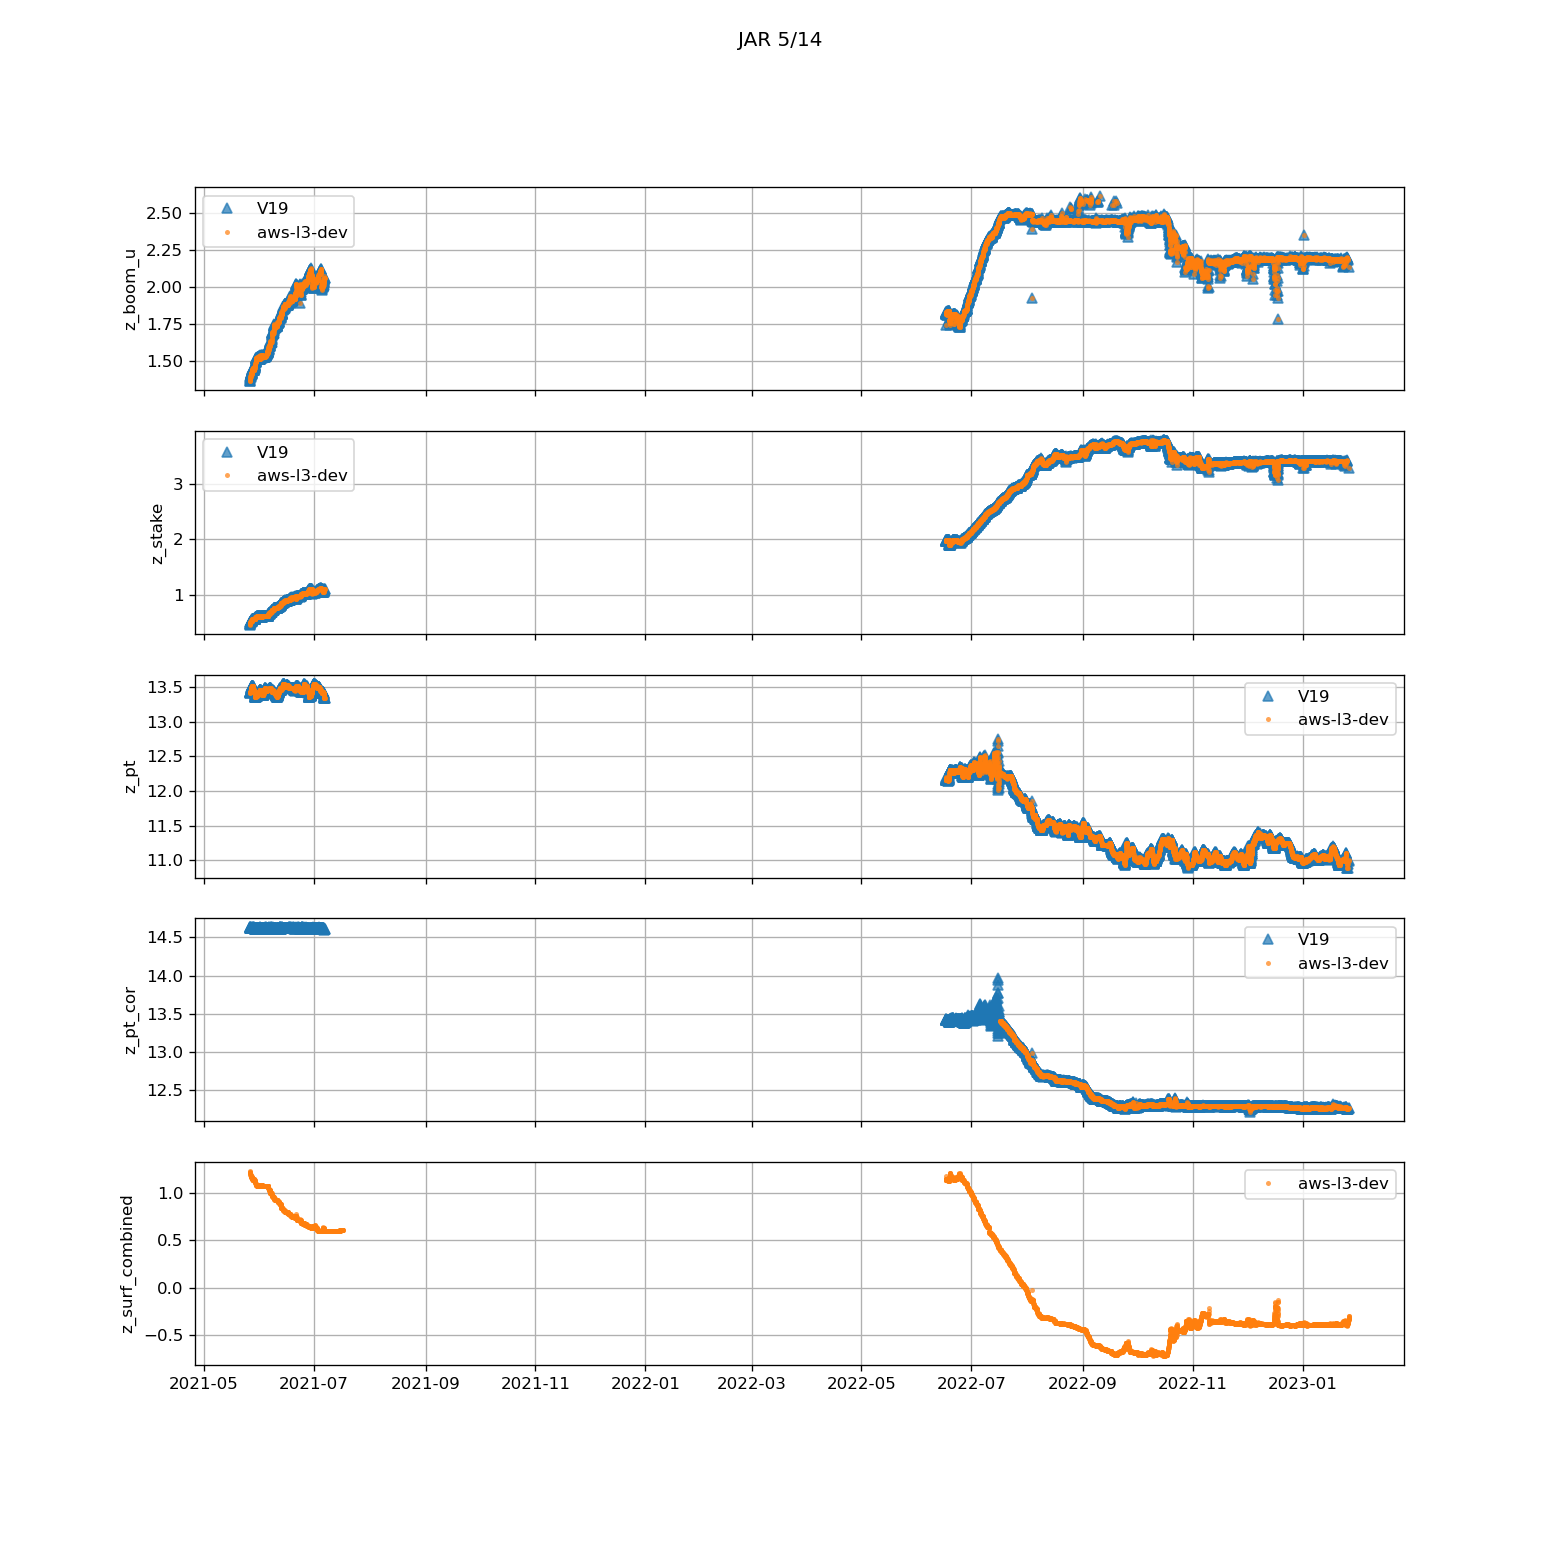 JAR 5/14
z_boom_u
2.50
2.25
2.00
1.75
1.50
V19
aws-l3-dev
z_stake
3
2
1
V19
aws-l3-dev
z_pt
13.5
13.0
12.5
12.0
11.5
11.0
V19
aws-l3-dev
z_pt_cor
14.5
14.0
13.5
13.0
12.5
V19
aws-l3-dev
z_surf_combined
1.0
0.5
0.0
−0.5
aws-l3-dev
2021-05 2021-07 2021-09 2021-11 2022-01 2022-03 2022-05 2022-07 2022-09 2022-11 2023-01